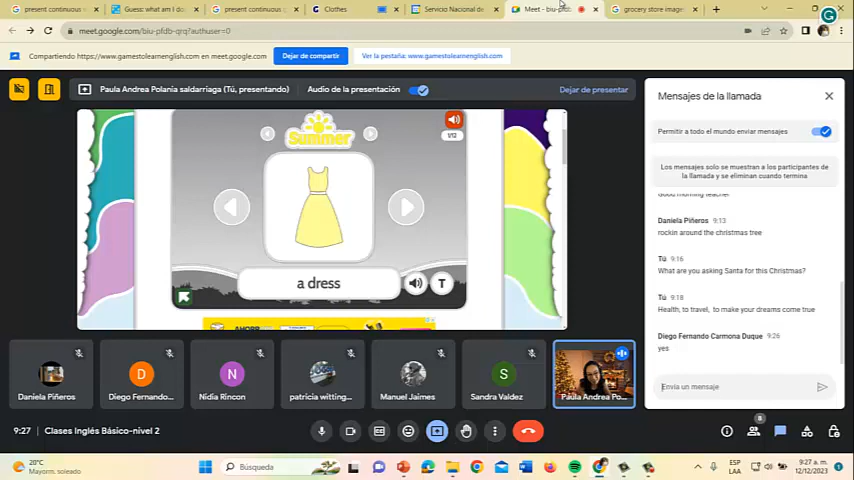 present continuous
Guess: what am I do
present continuous
Clothes
Servicio Nacional de
Meet - biu-pfdb-
grocery store image
meet.google.com/biu-pfdb-qrq?authuser=0
Compartiendo www.gamestolearnenglish.com en meet.google.com
Dejar de compartir
Ver la pestaña: www.gamestolearnenglish.com
Paula Andrea Polania saldarriaga (Tú, presentando)
Audio de la presentación
Dejar de presentar
Summer
1/12
a dress
T
Mensajes de la llamada
Permitir a todo el mundo enviar mensajes
Los mensajes solo se muestran a los participantes de
la llamada y se eliminan cuando termina
Good morning teacher
Daniela Piñeros 9:13
rockin around the christmas tree
Tú 9:16
What are you asking Santa for this Christmas?
Tú 9:18
Health, to travel, to make your dreams come true
Diego Fernando Carmona Duque 9:26
yes
Envía un mensaje
Daniela Piñeros
D
Diego Fernando...
N
Nidia Rincon
patricia witting...
Manuel Jaimes
S
Sandra Valdez
Paula Andrea Po...
9:27
Clases Inglés Básico-nivel 2
8
20°C
Mayorm. soleado
Búsqueda
ESP
LAA
9:27 a. m.
12/12/2023